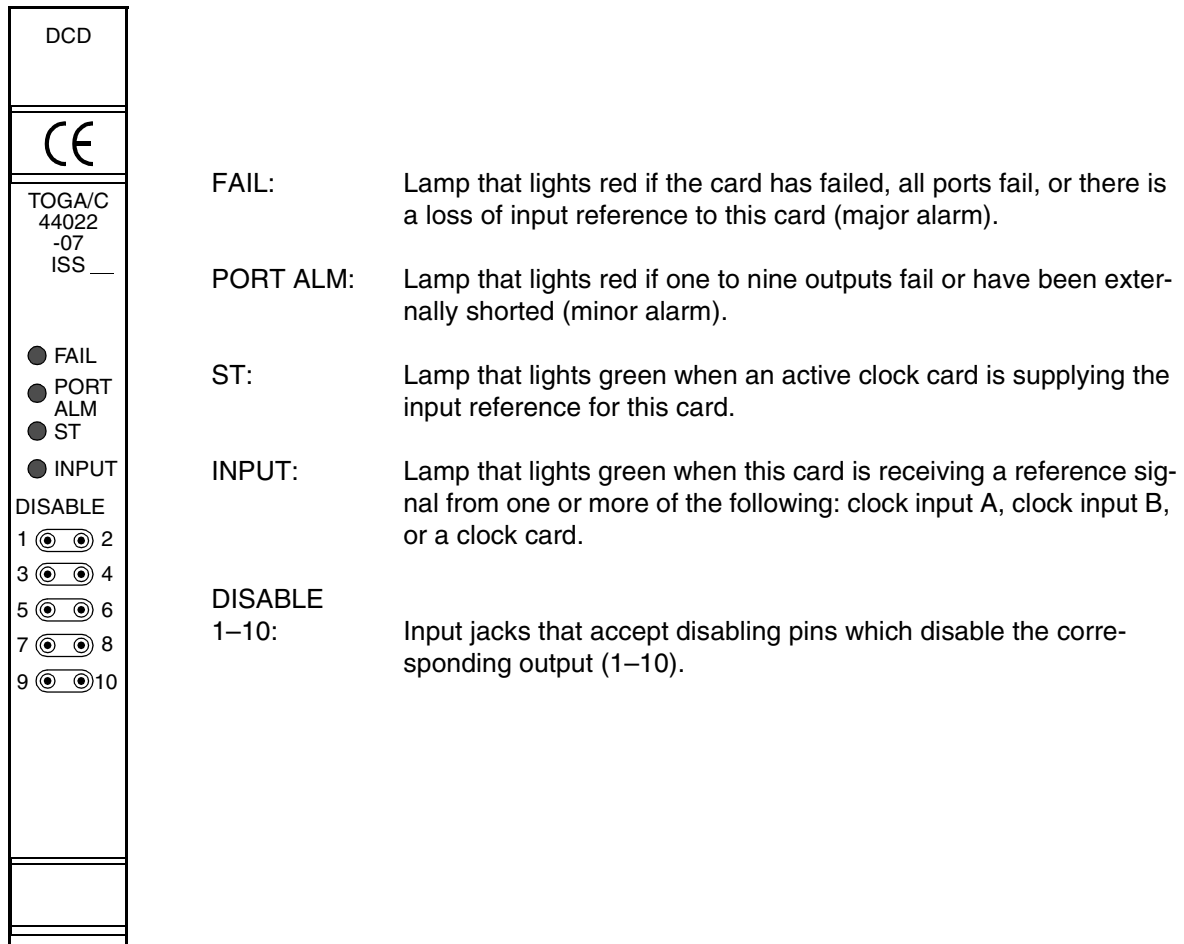 DCD
CE
TOGA/C
44022
-07
ISS __
FAIL
PORT
ALM
ST
INPUT
DISABLE
1 2
3 4
5 6
7 8
9 10
FAIL: Lamp that lights red if the card has failed, all ports fail, or there is
a loss of input reference to this card (major alarm).
PORT ALM: Lamp that lights red if one to nine outputs fail or have been exter-
nally shorted (minor alarm).
ST: Lamp that lights green when an active clock card is supplying the
input reference for this card.
INPUT: Lamp that lights green when this card is receiving a reference sig-
nal from one or more of the following: clock input A, clock input B,
or a clock card.
DISABLE
1–10: Input jacks that accept disabling pins which disable the corre-
sponding output (1–10).